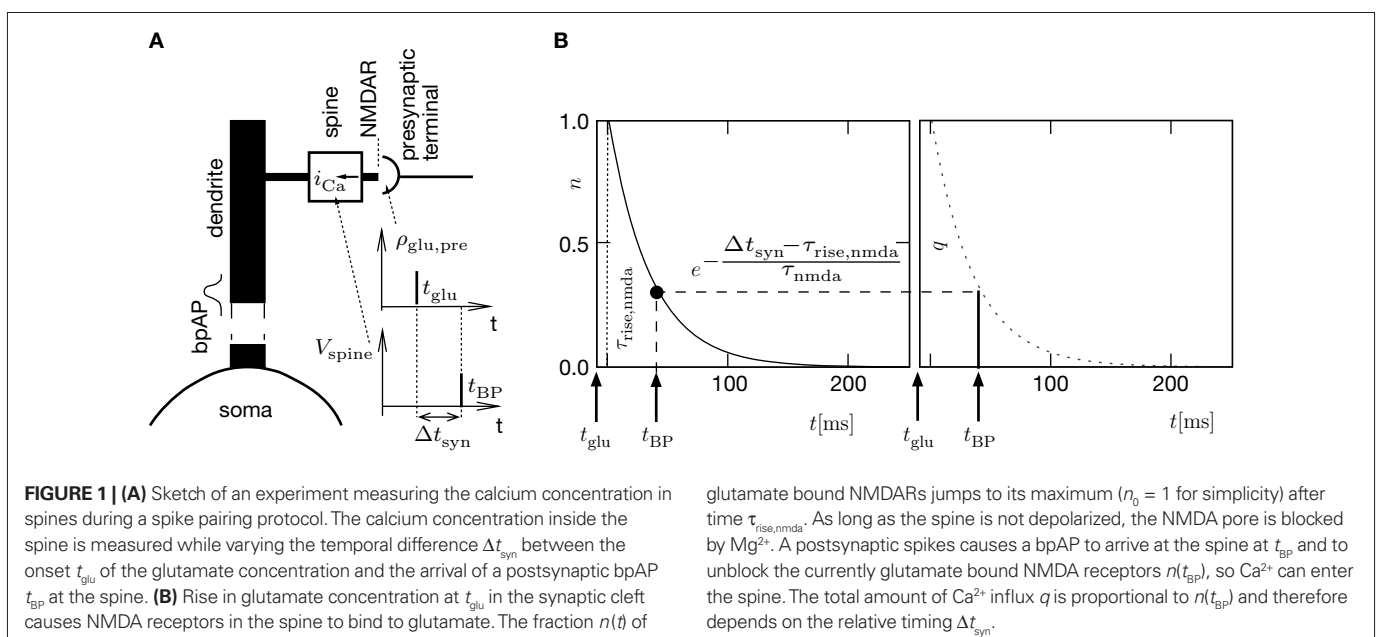 A
B
dendrite
bpAP
spine
NMDAR
presynaptic
terminal
i_Ca
ρ_glu,pre
t_glu
t
V_spine
t_BP
t
Δt_syn
soma
n
1.0
0.5
0.0
τ_rise,nmda
e^−(Δt_syn−τ_rise,nmda)/τ_nmda
100
200
t[ms]
t_glu
t_BP
q
100
200
t[ms]
t_glu
t_BP
FIGURE 1 | (A) Sketch of an experiment measuring the calcium concentration in
spines during a spike pairing protocol. The calcium concentration inside the
spine is measured while varying the temporal difference Δt_syn between the
onset t_glu of the glutamate concentration and the arrival of a postsynaptic bpAP
t_BP at the spine. (B) Rise in glutamate concentration at t_glu in the synaptic cleft
causes NMDA receptors in the spine to bind to glutamate. The fraction n(t) of
glutamate bound NMDARs jumps to its maximum (n₀ = 1 for simplicity) after
time τ_rise,nmda. As long as the spine is not depolarized, the NMDA pore is blocked
by Mg²⁺. A postsynaptic spikes causes a bpAP to arrive at the spine at t_BP and to
unblock the currently glutamate bound NMDA receptors n(t_BP), so Ca²⁺ can enter
the spine. The total amount of Ca²⁺ influx q is proportional to n(t_BP) and therefore
depends on the relative timing Δt_syn.